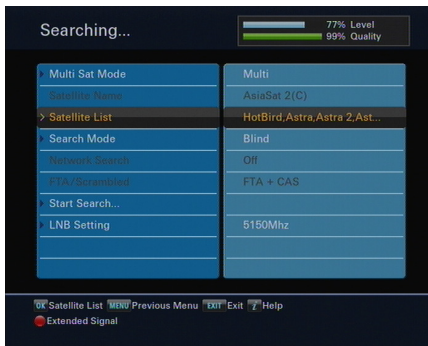 Searching...
77% Level
99% Quality
Multi Sat Mode Multi
Satellite Name AsiaSat 2(C)
Satellite List HotBird,Astra,Astra 2,Ast...
Search Mode Blind
Network Search Off
FTA/Scrambled FTA + CAS
Start Search...
LNB Setting 5150Mhz
OK Satellite List MENU Previous Menu EXIT Exit i Help
Extended Signal